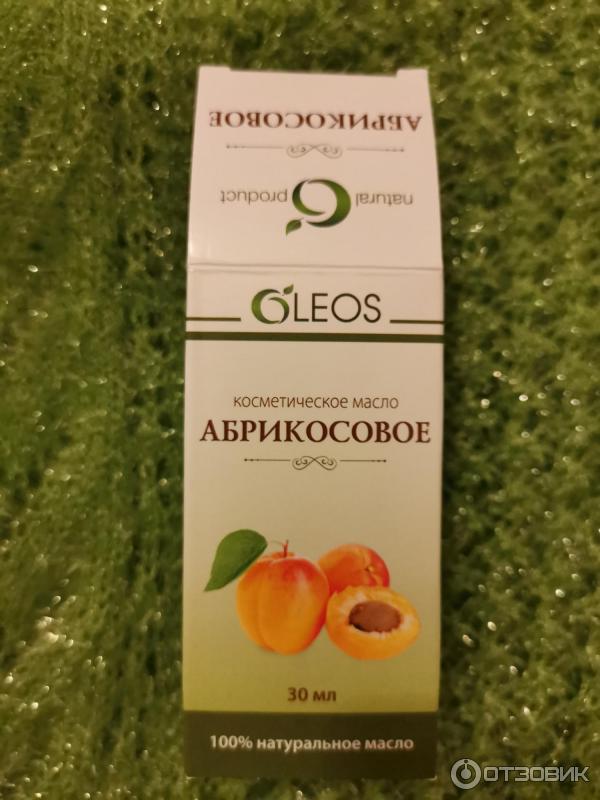 АБРИКОСОВОЕ
natural
product
OLEOS
косметическое масло
АБРИКОСОВОЕ
30 мл
100% натуральное масло
ОТЗОВИК